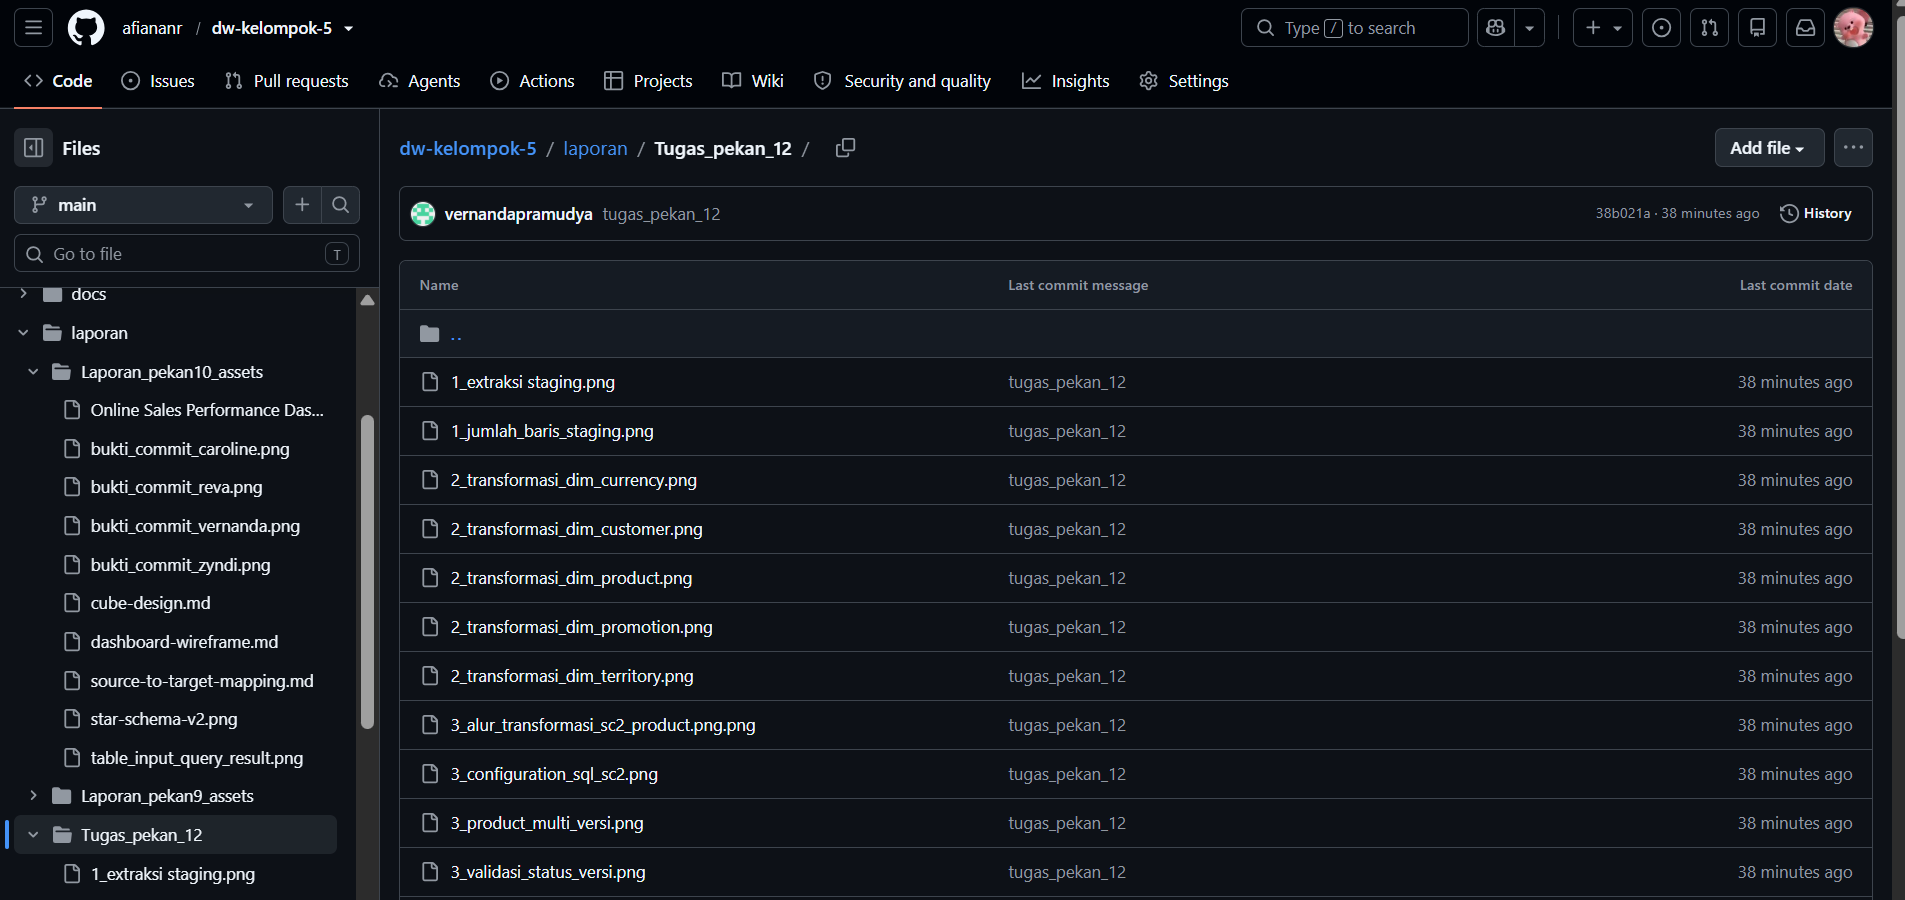 afiananr / dw-kelompok-5
Type / to search
Code
Issues
Pull requests
Agents
Actions
Projects
Wiki
Security and quality
Insights
Settings
Files
main
Go to file
T
docs
laporan
Laporan_pekan10_assets
Online Sales Performance Das...
bukti_commit_caroline.png
bukti_commit_reva.png
bukti_commit_vernanda.png
bukti_commit_zyndi.png
cube-design.md
dashboard-wireframe.md
source-to-target-mapping.md
star-schema-v2.png
table_input_query_result.png
Laporan_pekan9_assets
Tugas_pekan_12
1_extraksi staging.png
dw-kelompok-5 / laporan / Tugas_pekan_12 /
Add file
vernandapramudya tugas_pekan_12
38b021a · 38 minutes ago
History
Name Last commit message Last commit date
..
1_extraksi staging.png tugas_pekan_12 38 minutes ago
1_jumlah_baris_staging.png tugas_pekan_12 38 minutes ago
2_transformasi_dim_currency.png tugas_pekan_12 38 minutes ago
2_transformasi_dim_customer.png tugas_pekan_12 38 minutes ago
2_transformasi_dim_product.png tugas_pekan_12 38 minutes ago
2_transformasi_dim_promotion.png tugas_pekan_12 38 minutes ago
2_transformasi_dim_territory.png tugas_pekan_12 38 minutes ago
3_alur_transformasi_sc2_product.png.png tugas_pekan_12 38 minutes ago
3_configuration_sql_sc2.png tugas_pekan_12 38 minutes ago
3_product_multi_versi.png tugas_pekan_12 38 minutes ago
3_validasi_status_versi.png tugas_pekan_12 38 minutes ago